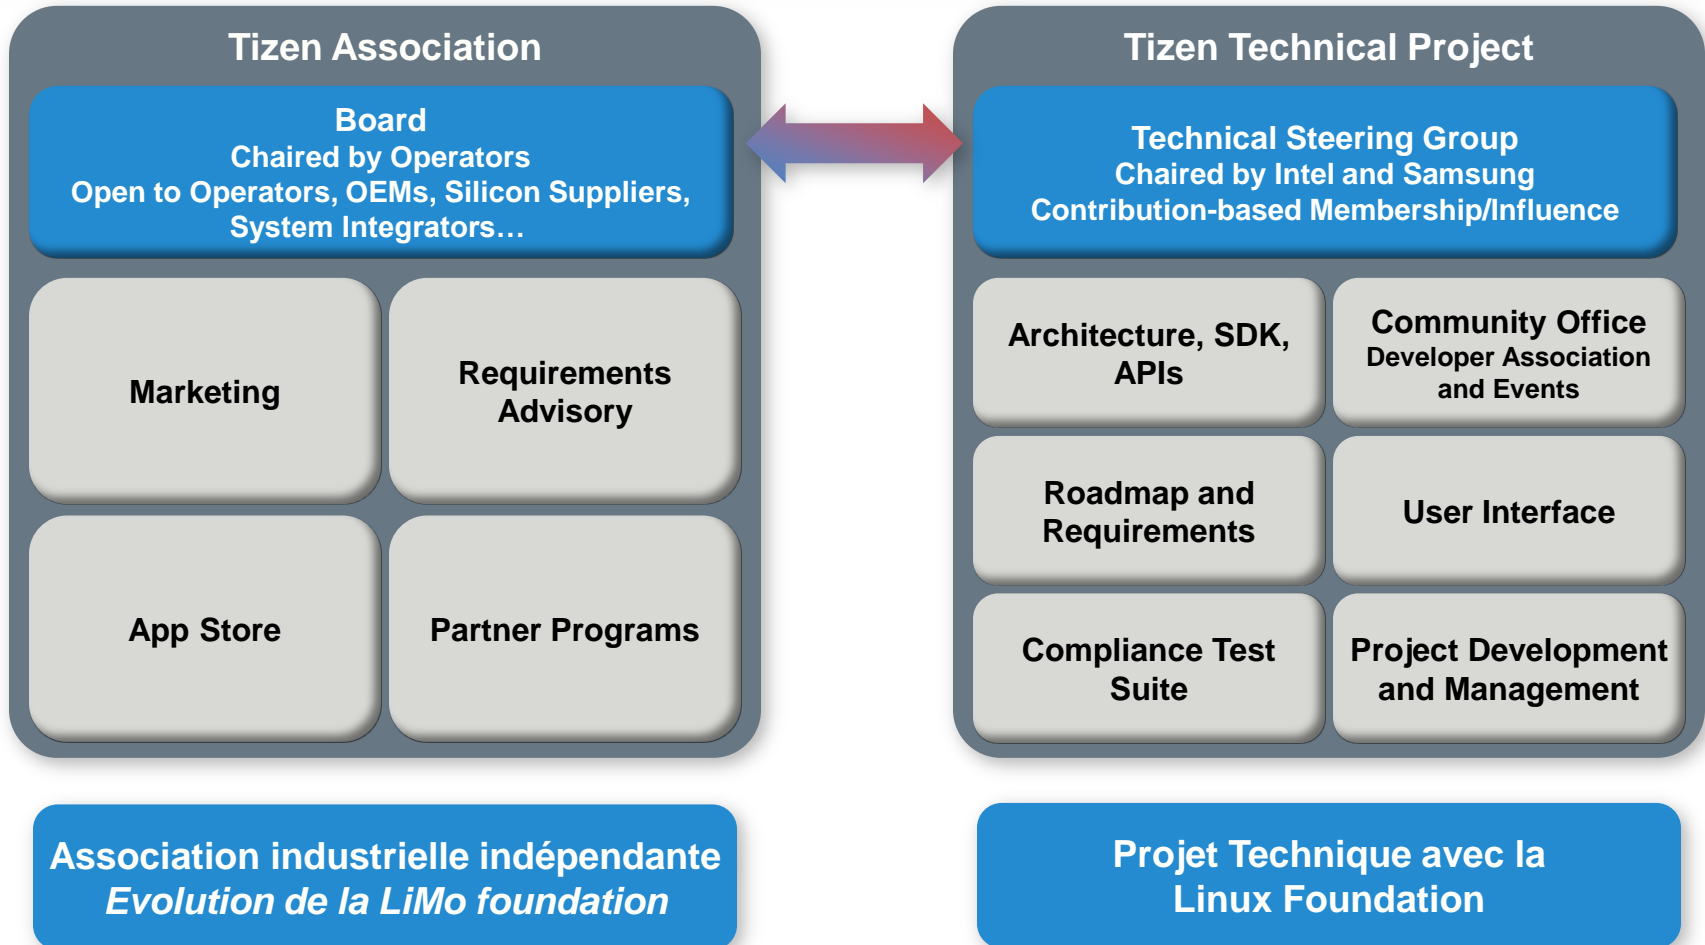 Tizen Association
Board
Chaired by Operators
Open to Operators, OEMs, Silicon Suppliers,
System Integrators…
Marketing
Requirements
Advisory
App Store
Partner Programs
Association industrielle indépendante
Evolution de la LiMo foundation
Tizen Technical Project
Technical Steering Group
Chaired by Intel and Samsung
Contribution-based Membership/Influence
Architecture, SDK,
APIs
Community Office
Developer Association
and Events
Roadmap and
Requirements
User Interface
Compliance Test
Suite
Project Development
and Management
Projet Technique avec la
Linux Foundation